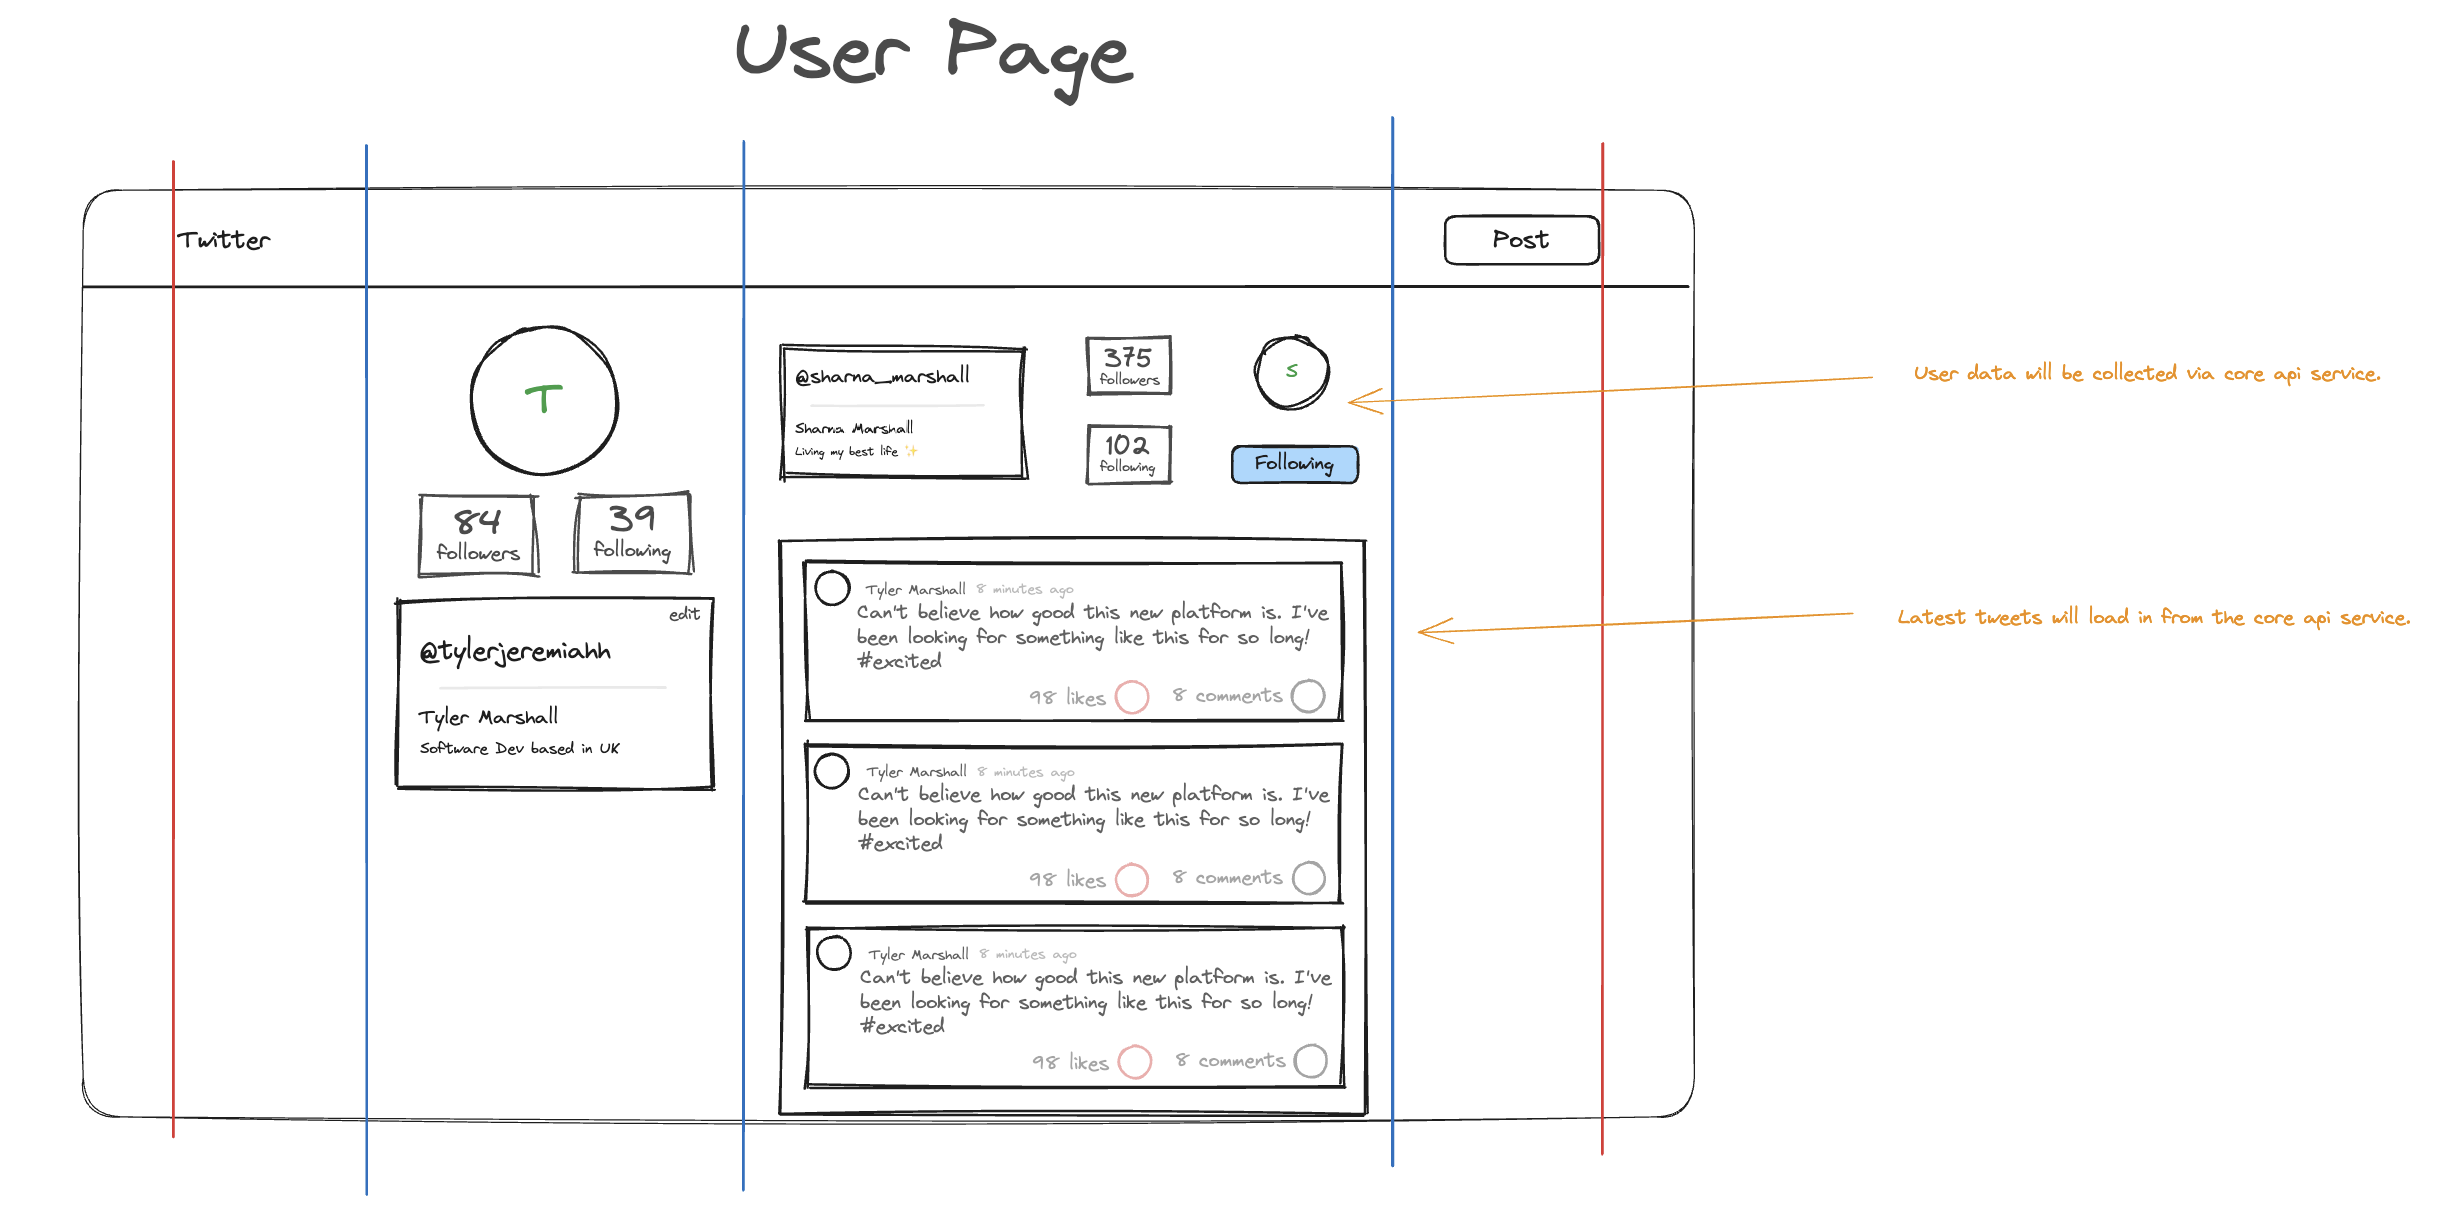 User Page
Twitter
Post
T
84
followers
39
following
edit
@tylerjeremiahh
Tyler Marshall
Software Dev based in UK
@sharna_marshall
Sharna Marshall
Living my best life ✨
375
followers
102
following
S
Following
User data will be collected via core api service.
Tyler Marshall 8 minutes ago
Can't believe how good this new platform is. I've
been looking for something like this for so long!
#excited
98 likes 8 comments
Latest tweets will load in from the core api service.
Tyler Marshall 8 minutes ago
Can't believe how good this new platform is. I've
been looking for something like this for so long!
#excited
98 likes 8 comments
Tyler Marshall 8 minutes ago
Can't believe how good this new platform is. I've
been looking for something like this for so long!
#excited
98 likes 8 comments